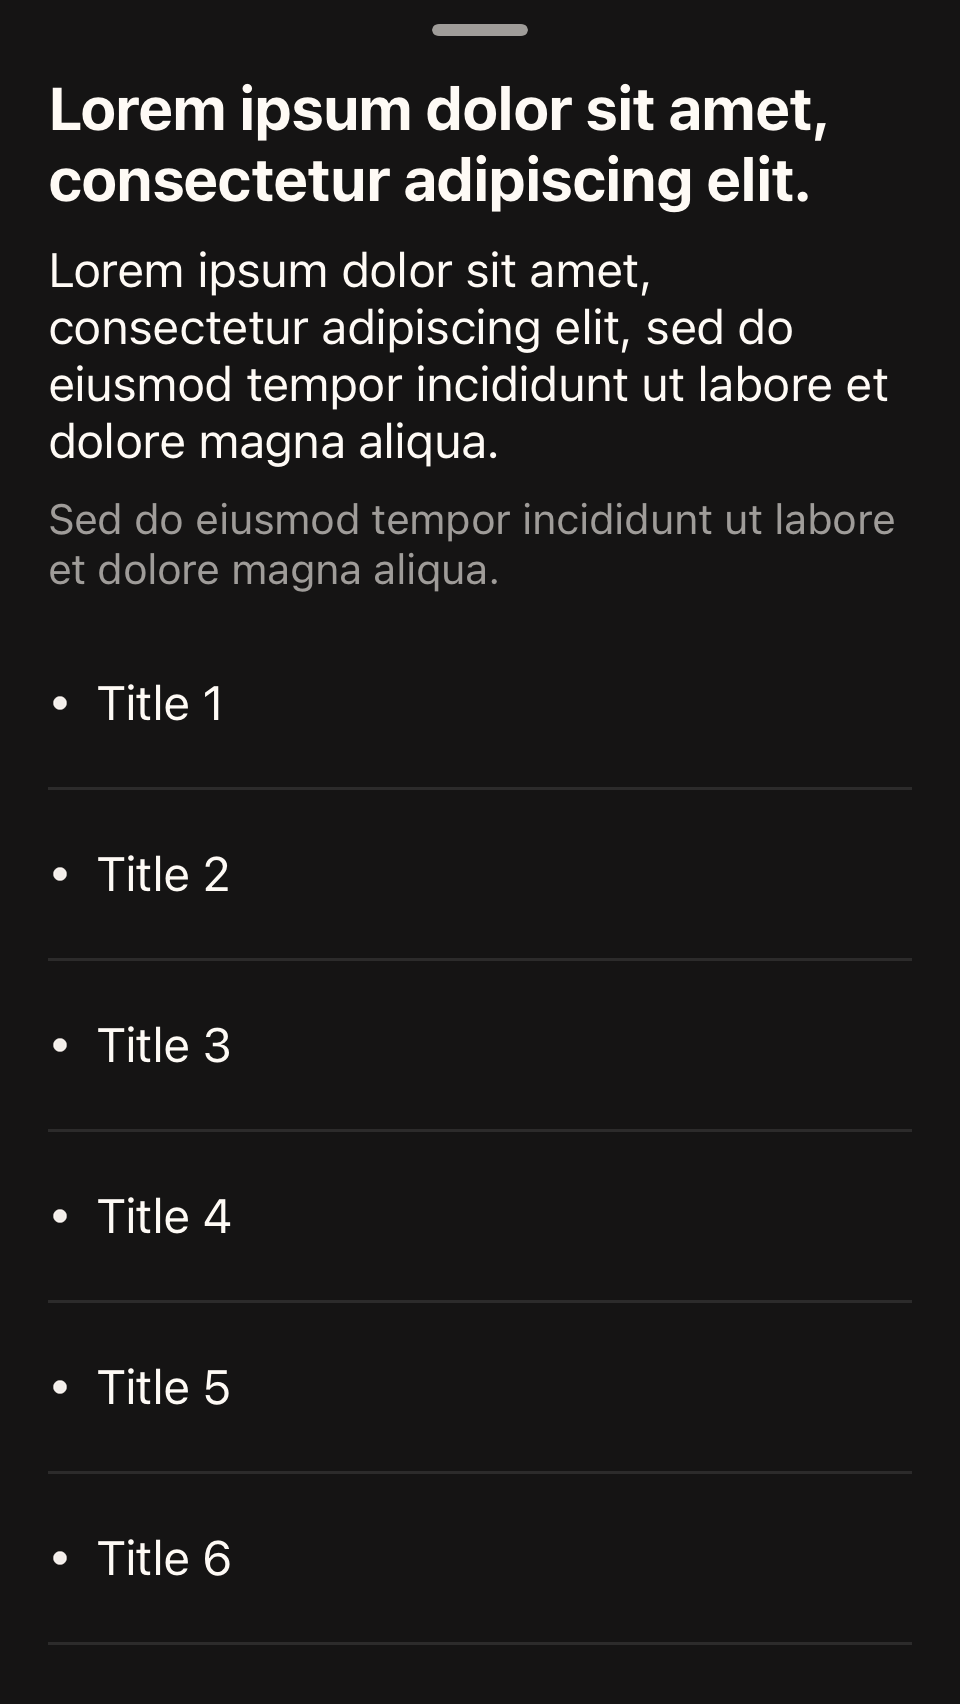 Lorem ipsum dolor sit amet,
consectetur adipiscing elit.
Lorem ipsum dolor sit amet,
consectetur adipiscing elit, sed do
eiusmod tempor incididunt ut labore et
dolore magna aliqua.
Sed do eiusmod tempor incididunt ut labore
et dolore magna aliqua.
• Title 1
• Title 2
• Title 3
• Title 4
• Title 5
• Title 6